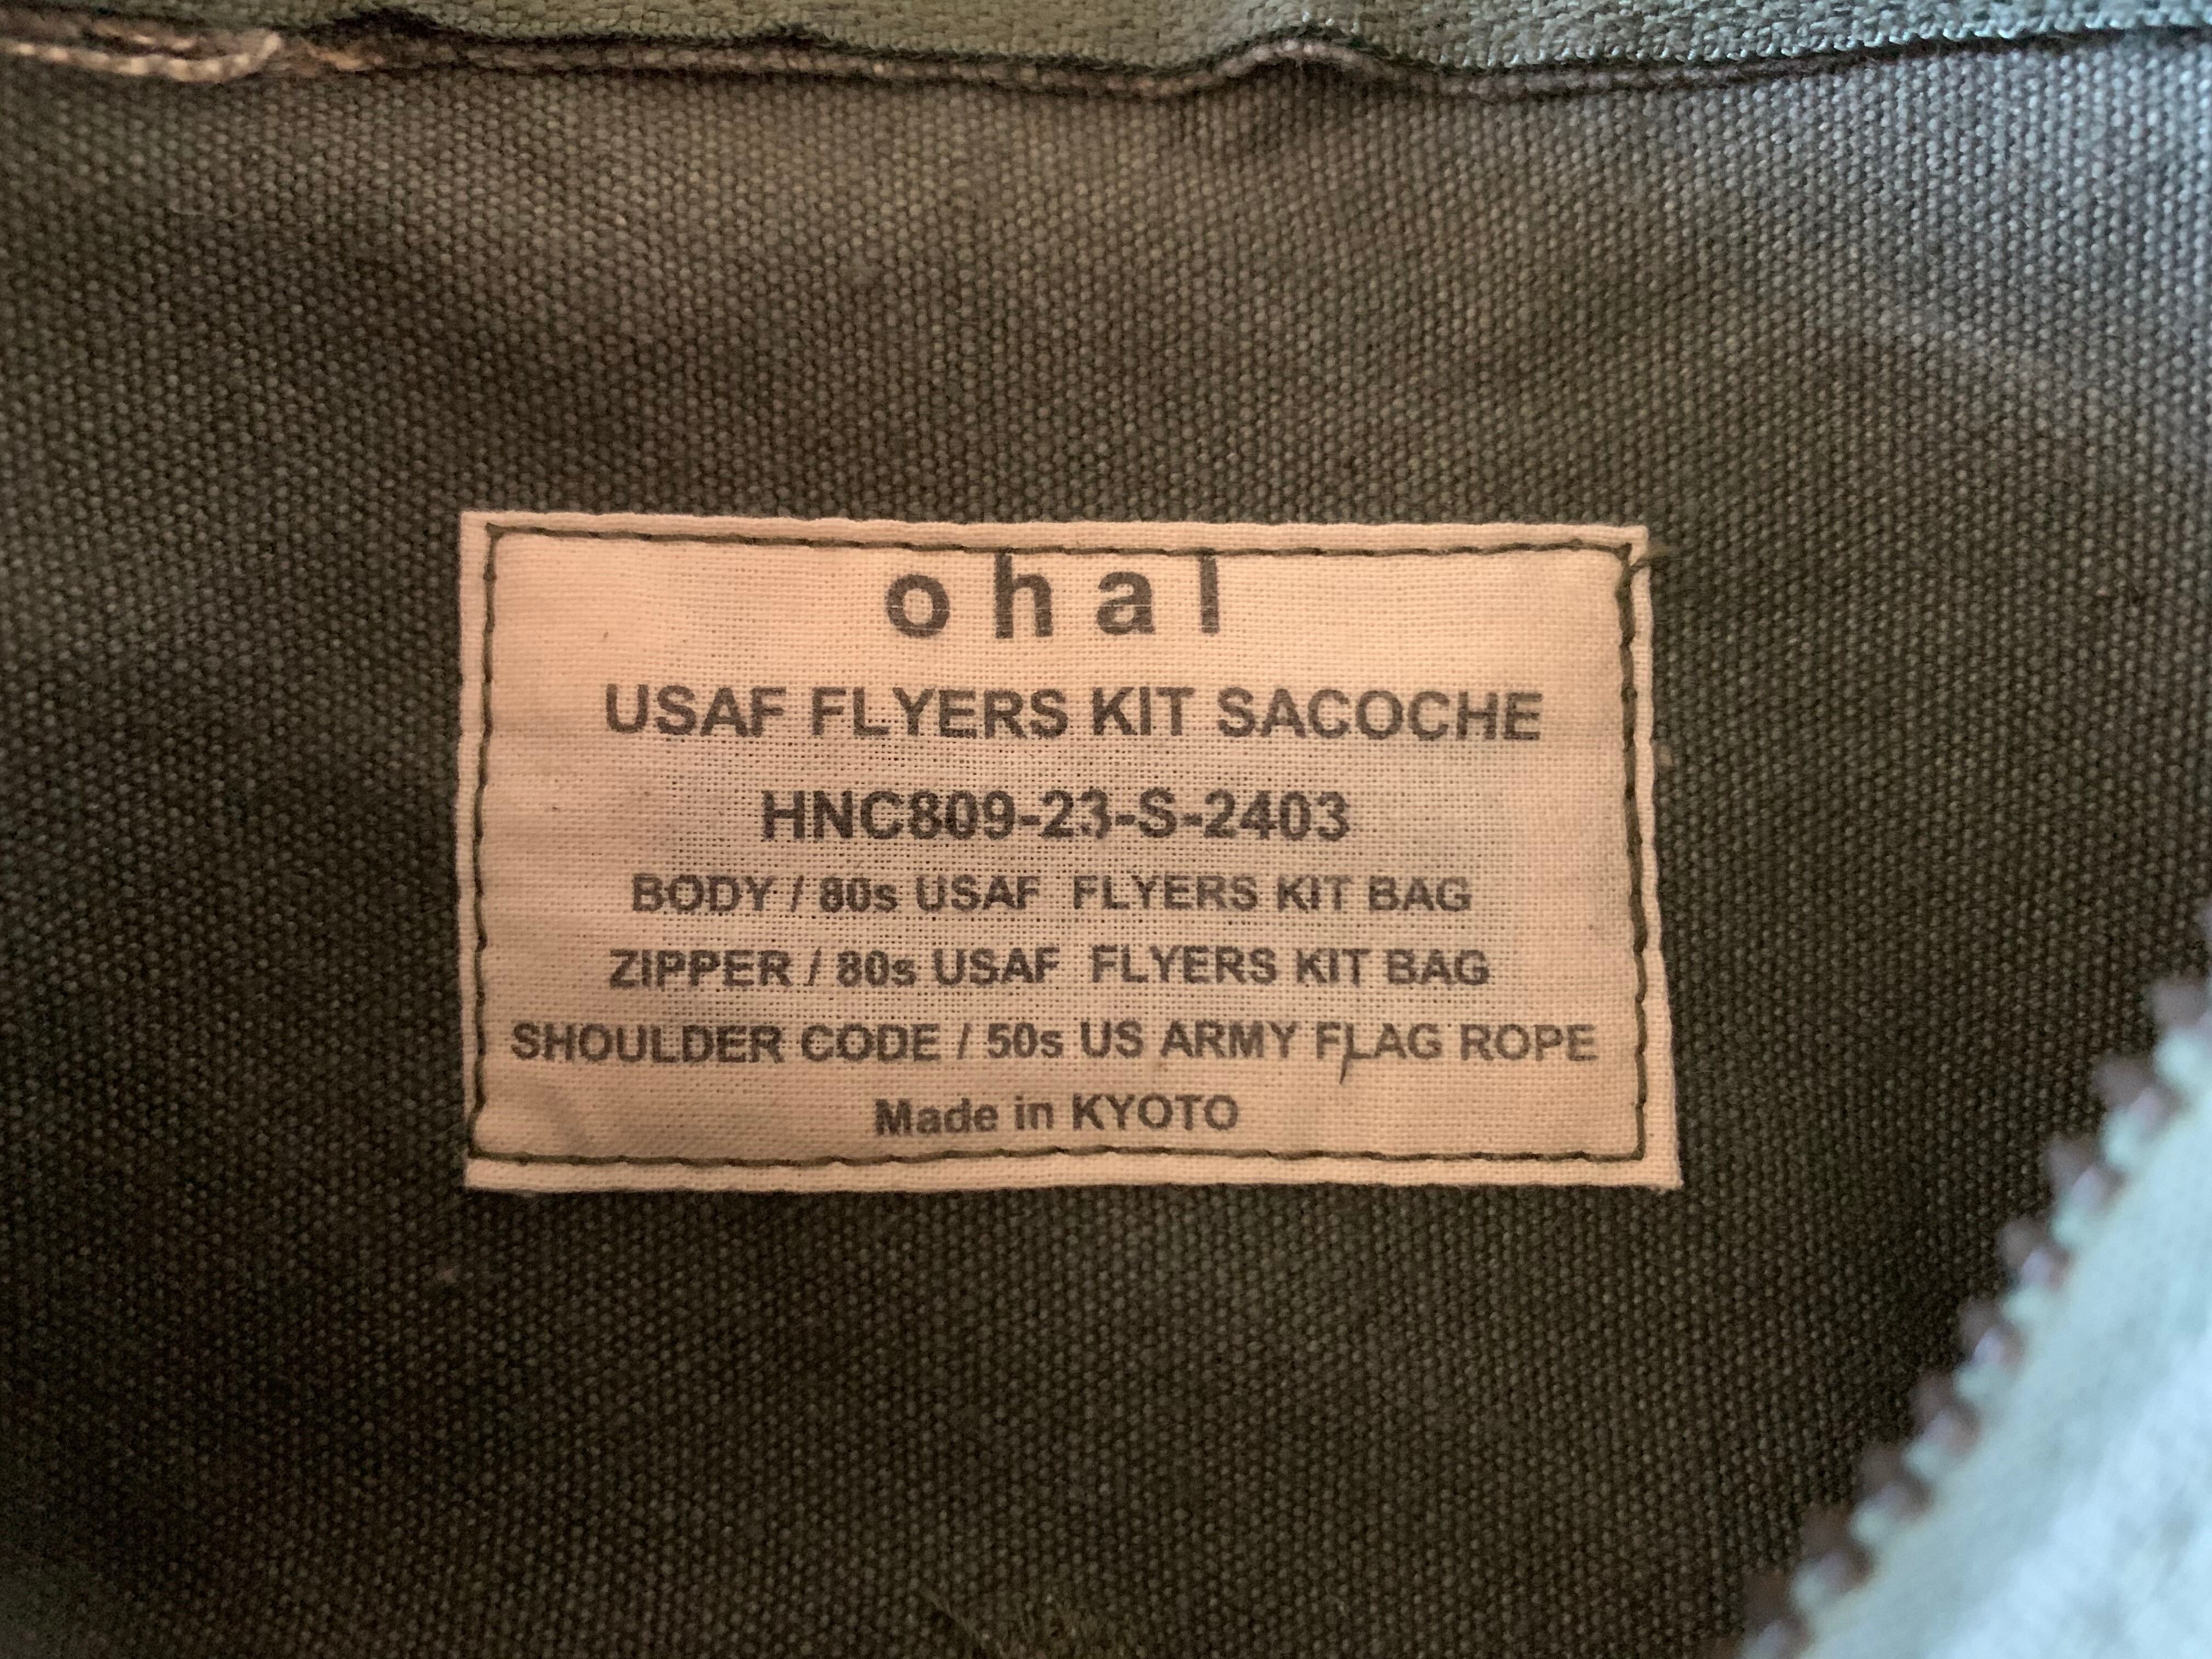 ohal
USAF FLYERS KIT SACOCHE
HNC809-23-S-2403
BODY / 80s USAF FLYERS KIT BAG
ZIPPER / 80s USAF FLYERS KIT BAG
SHOULDER CODE / 50s US ARMY FLAG ROPE
Made in KYOTO